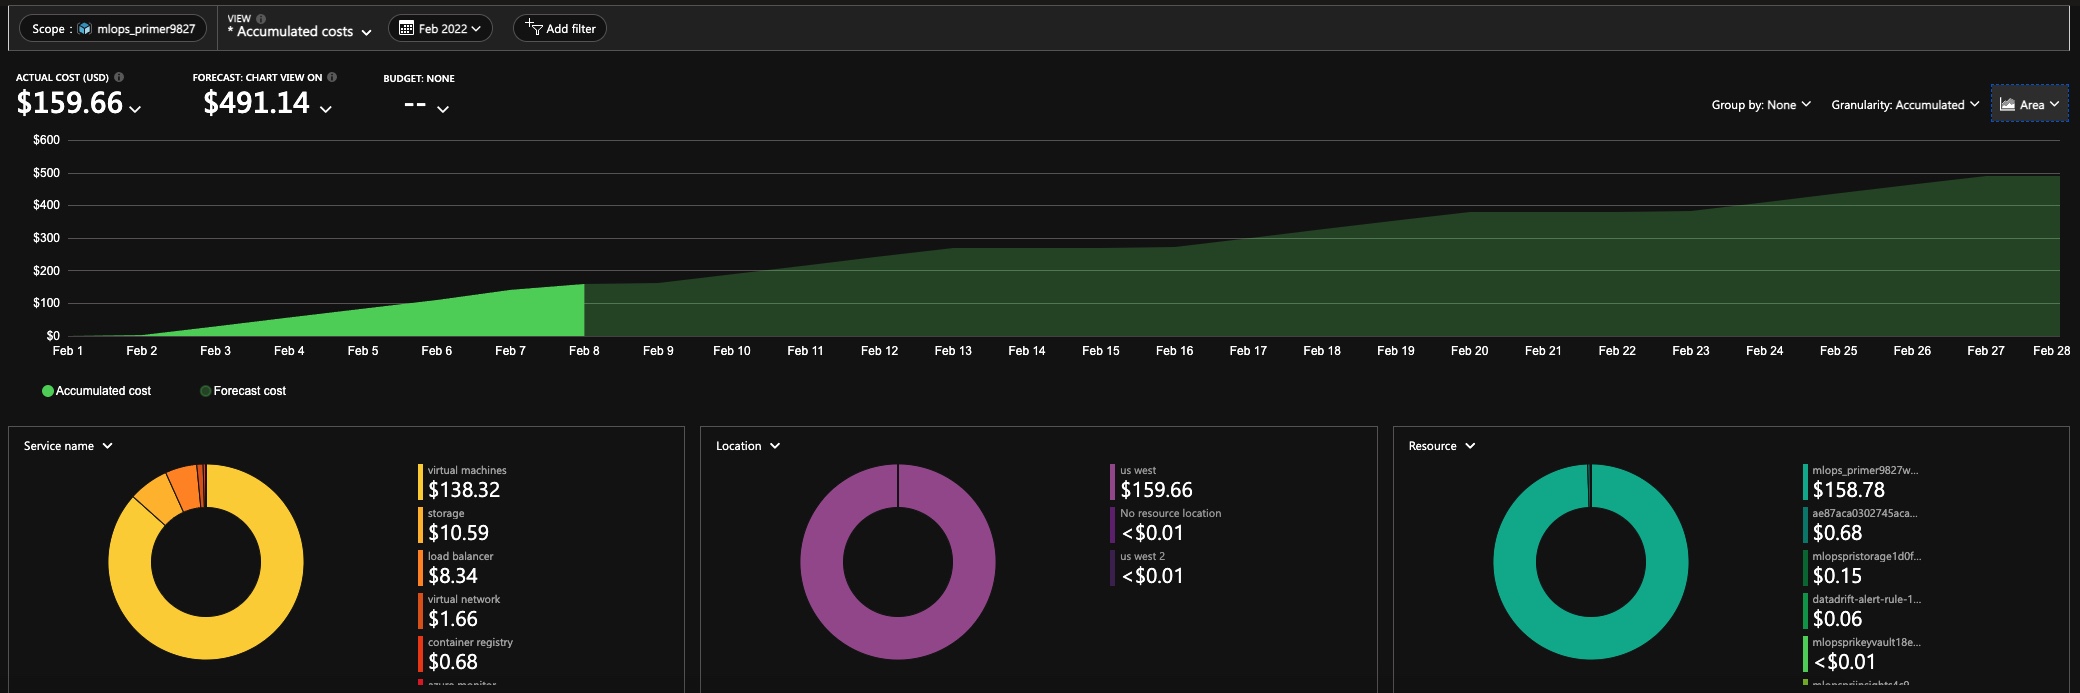 Scope : mlops_primer9827
VIEW
* Accumulated costs
Feb 2022
Add filter
ACTUAL COST (USD)
$159.66
FORECAST: CHART VIEW ON
$491.14
BUDGET: NONE
--
Group by: None
Granularity: Accumulated
Area
$600
$500
$400
$300
$200
$100
$0
Feb 1 Feb 2 Feb 3 Feb 4 Feb 5 Feb 6 Feb 7 Feb 8 Feb 9 Feb 10 Feb 11 Feb 12 Feb 13 Feb 14 Feb 15 Feb 16 Feb 17 Feb 18 Feb 19 Feb 20 Feb 21 Feb 22 Feb 23 Feb 24 Feb 25 Feb 26 Feb 27 Feb 28
Accumulated cost
Forecast cost
Service name
virtual machines
$138.32
storage
$10.59
load balancer
$8.34
virtual network
$1.66
container registry
$0.68
azure monitor
Location
us west
$159.66
No resource location
<$0.01
us west 2
<$0.01
Resource
mlops_primer9827w...
$158.78
ae87aca0302745aca...
$0.68
mlopspristorage1d0f...
$0.15
datadrift-alert-rule-1...
$0.06
mlopsprikeyvault18e...
<$0.01